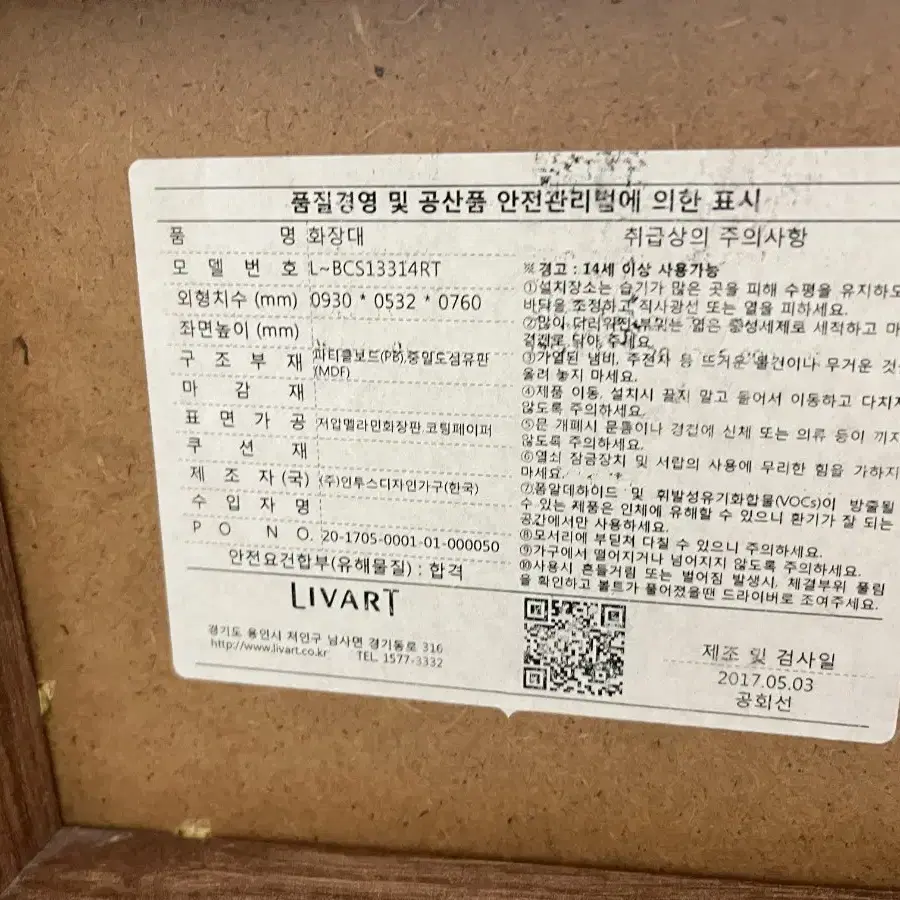 품질경영 및 공산품 안전관리법에 의한 표시
품 명 화장대
모 델 번 호 L~BCS13314RT
외형치수 (mm) 0930 * 0532 * 0760
좌면높이 (mm)
구 조 부 재 파티클보드(PB),중밀도섬유판
(MDF)
마 감 재
표 면 가 공 저압멜라민화장판,코팅페이퍼
쿠 션 재
제 조 자 (국) (주)인투스디자인가구(한국)
수 입 자 명
P O N O. 20-1705-0001-01-000050
안전요건합부(유해물질) : 합격
LIVART
경기도 용인시 처인구 남사면 경기동로 316
http://www.livart.co.kr TEL. 1577-3332
취급상의 주의사항
※경고 : 14세 이상 사용가능
①설치장소는 습기가 많은 곳을 피해 수평을 유지하도
바닥을 조정하고 직사광선 또는 열을 피하세요.
②많이 더러워진 부위는 엷은 중성세제로 세척하고 마
걸레로 닦아 주세요.
③가열된 냄비, 주전자 등 뜨거운 물건이나 무거운 것
올려 놓지 마세요.
④제품 이동, 설치시 끌지 말고 들어서 이동하고 다치지
않도록 주의하세요.
⑤문 개폐시 문틀이나 경첩에 신체 또는 의류 등이 끼지
않도록 주의하세요.
⑥열쇠 잠금장치 및 서랍의 사용에 무리한 힘을 가하지
마세요.
⑦폼알데하이드 및 휘발성유기화합물(VOCs)이 방출될
수 있는 제품은 인체에 유해할 수 있으니 환기가 잘 되는
공간에서만 사용하세요.
⑧모서리에 부딪쳐 다칠 수 있으니 주의하세요.
⑨가구에서 떨어지거나 넘어지지 않도록 주의하세요.
⑩사용시 흔들거림 또는 벌어짐 발생시, 체결부위 풀림
을 확인하고 볼트가 풀어졌을땐 드라이버로 조여주세요.
제조 및 검사일
2017.05.03
공회선